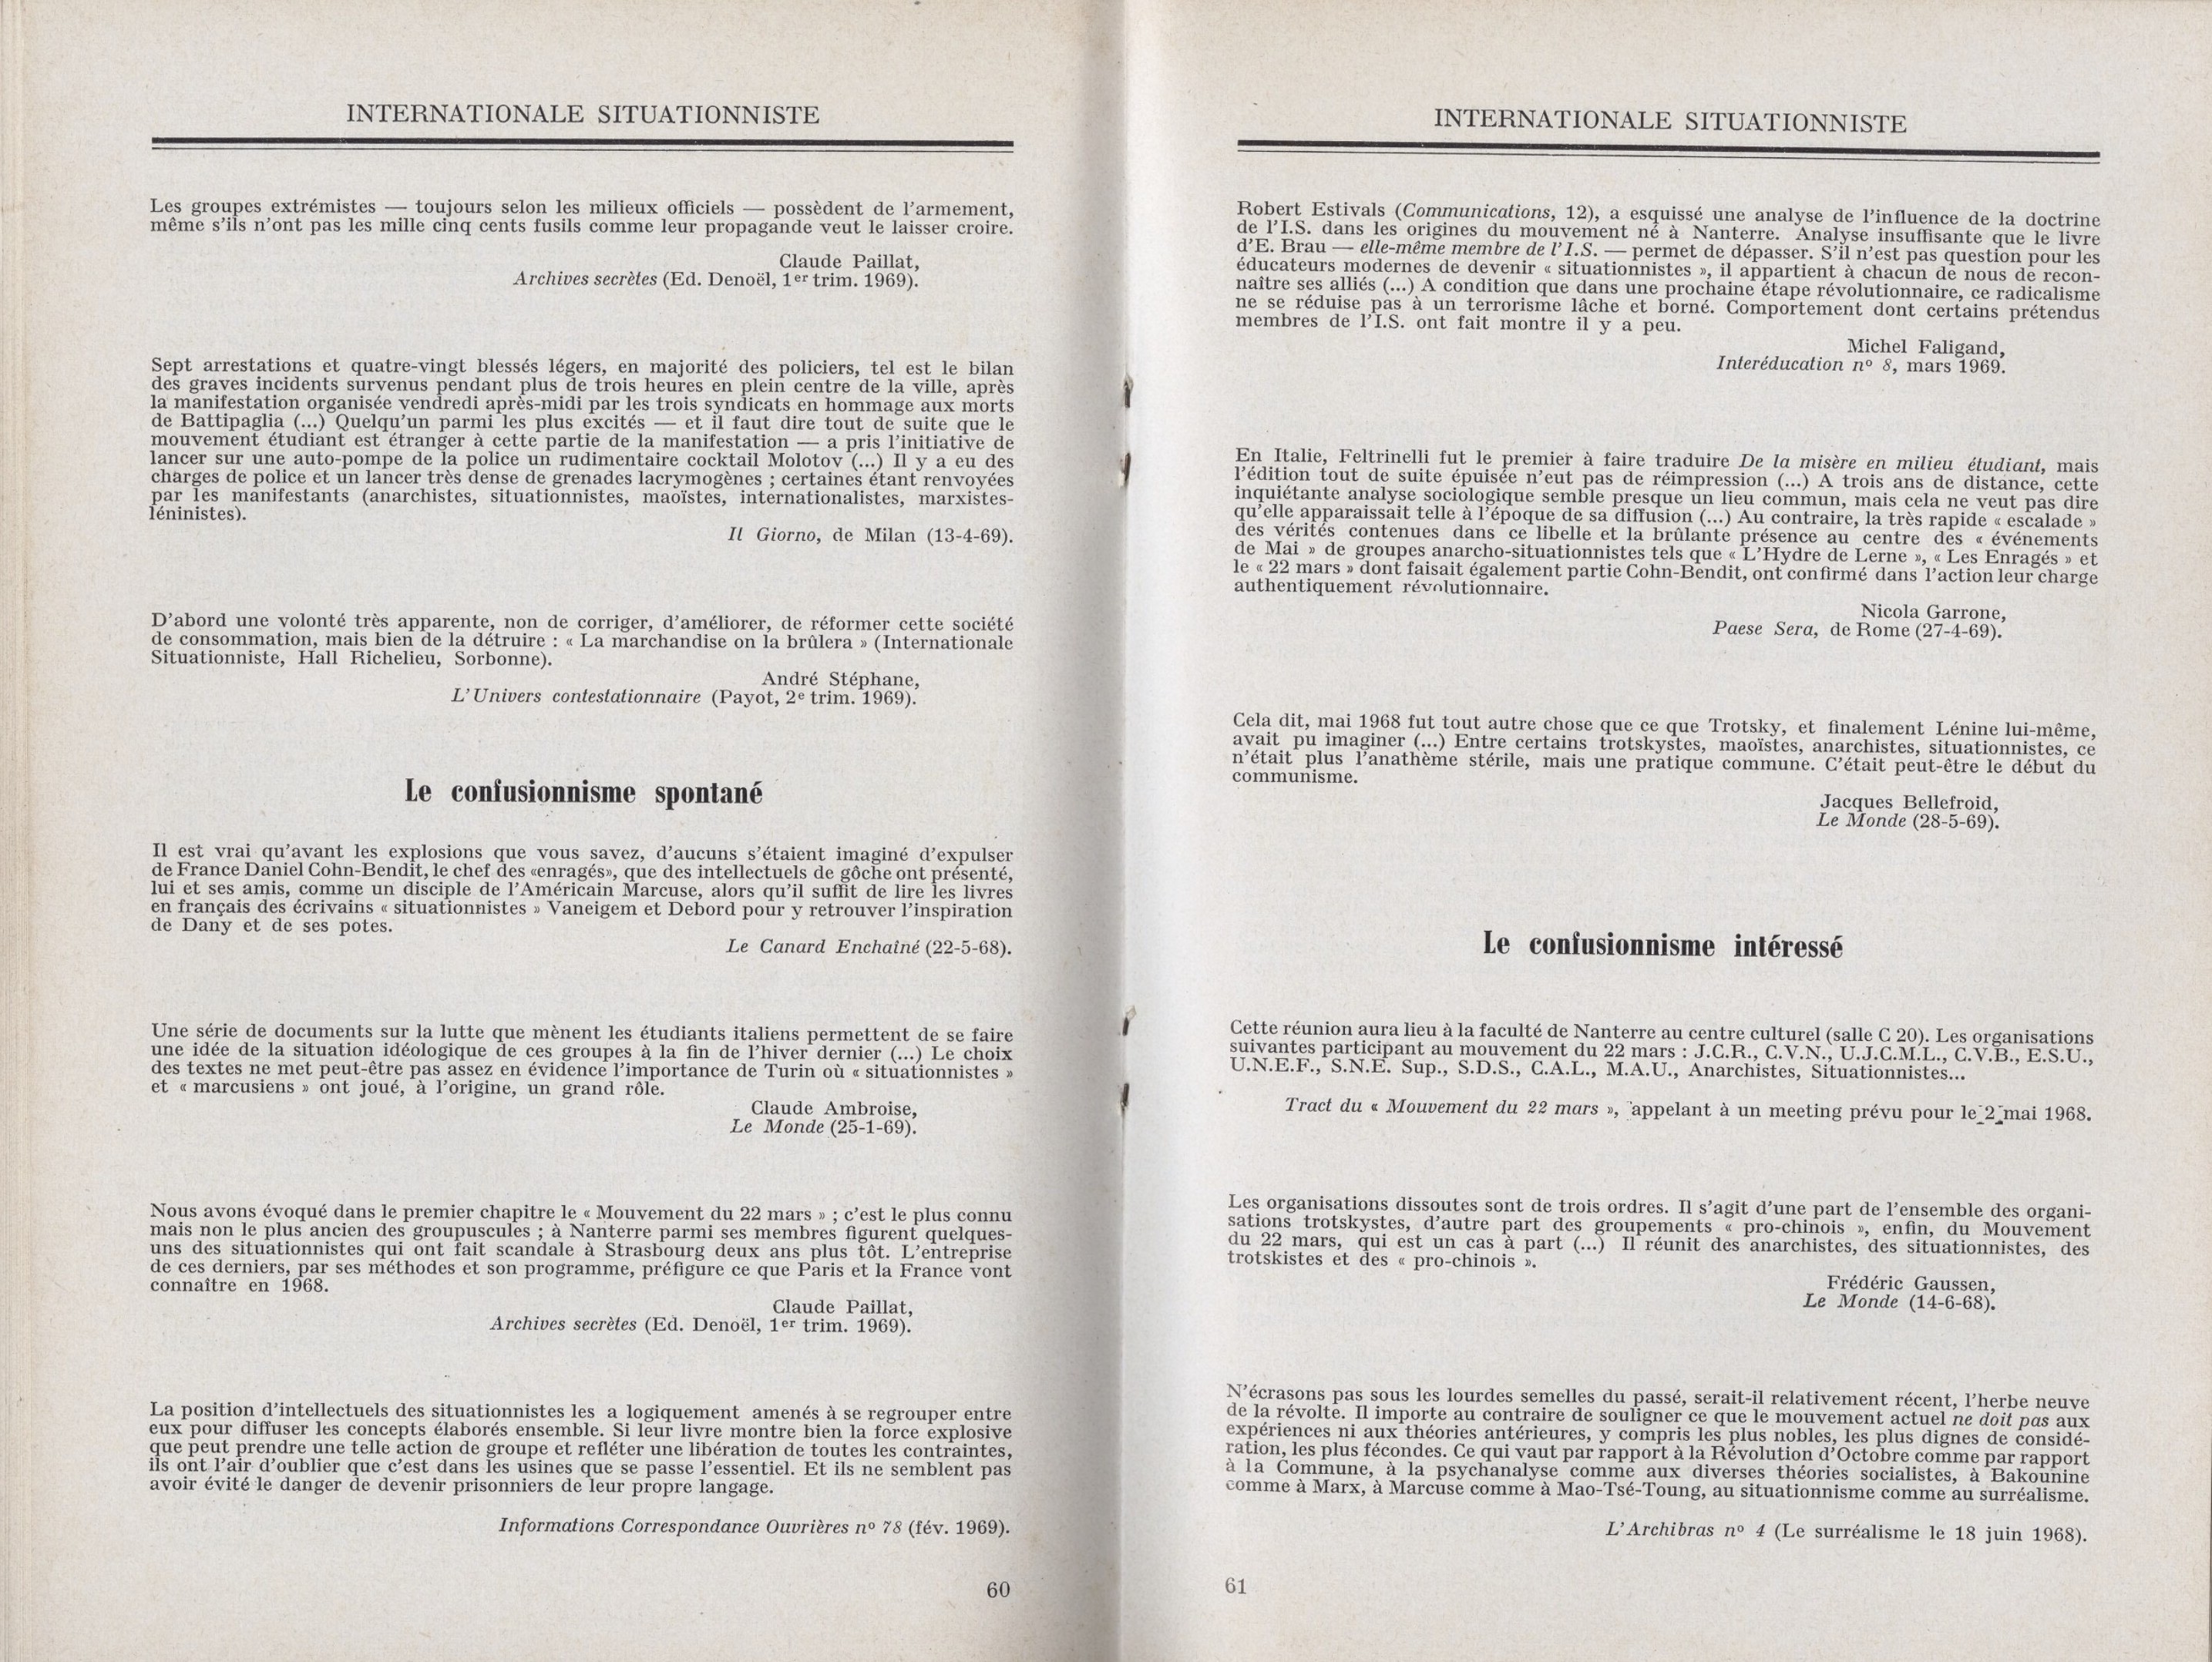 INTERNATIONALE SITUATIONNISTE
Les groupes extrémistes — toujours selon les milieux officiels — possèdent de l'armement,
même s'ils n'ont pas les mille cinq cents fusils comme leur propagande veut le laisser croire.
Claude Paillat,
Archives secrètes (Ed. Denoël, 1er trim. 1969).
Sept arrestations et quatre-vingt blessés légers, en majorité des policiers, tel est le bilan
des graves incidents survenus pendant plus de trois heures en plein centre de la ville, après
la manifestation organisée vendredi après-midi par les trois syndicats en hommage aux morts
de Battipaglia (...) Quelqu'un parmi les plus excités — et il faut dire tout de suite que le
mouvement étudiant est étranger à cette partie de la manifestation — a pris l'initiative de
lancer sur une auto-pompe de la police un rudimentaire cocktail Molotov (...) Il y a eu des
charges de police et un lancer très dense de grenades lacrymogènes ; certaines étant renvoyées
par les manifestants (anarchistes, situationnistes, maoïstes, internationalistes, marxistes-
léninistes).
Il Giorno, de Milan (13-4-69).
D'abord une volonté très apparente, non de corriger, d'améliorer, de réformer cette société
de consommation, mais bien de la détruire : « La marchandise on la brûlera » (Internationale
Situationniste, Hall Richelieu, Sorbonne).
André Stéphane,
L'Univers contestationnaire (Payot, 2e trim. 1969).
Le confusionnisme spontané
Il est vrai qu'avant les explosions que vous savez, d'aucuns s'étaient imaginé d'expulser
de France Daniel Cohn-Bendit, le chef des «enragés», que des intellectuels de gôche ont présenté,
lui et ses amis, comme un disciple de l'Américain Marcuse, alors qu'il suffit de lire les livres
en français des écrivains « situationnistes » Vaneigem et Debord pour y retrouver l'inspiration
de Dany et de ses potes.
Le Canard Enchaîné (22-5-68).
Une série de documents sur la lutte que mènent les étudiants italiens permettent de se faire
une idée de la situation idéologique de ces groupes à la fin de l'hiver dernier (...) Le choix
des textes ne met peut-être pas assez en évidence l'importance de Turin où « situationnistes »
et « marcusiens » ont joué, à l'origine, un grand rôle.
Claude Ambroise,
Le Monde (25-1-69).
Nous avons évoqué dans le premier chapitre le « Mouvement du 22 mars » ; c'est le plus connu
mais non le plus ancien des groupuscules ; à Nanterre parmi ses membres figurent quelques-
uns des situationnistes qui ont fait scandale à Strasbourg deux ans plus tôt. L'entreprise
de ces derniers, par ses méthodes et son programme, préfigure ce que Paris et la France vont
connaître en 1968.
Claude Paillat,
Archives secrètes (Ed. Denoël, 1er trim. 1969).
La position d'intellectuels des situationnistes les a logiquement amenés à se regrouper entre
eux pour diffuser les concepts élaborés ensemble. Si leur livre montre bien la force explosive
que peut prendre une telle action de groupe et refléter une libération de toutes les contraintes,
ils ont l'air d'oublier que c'est dans les usines que se passe l'essentiel. Et ils ne semblent pas
avoir évité le danger de devenir prisonniers de leur propre langage.
Informations Correspondance Ouvrières no 78 (fév. 1969).
60
INTERNATIONALE SITUATIONNISTE
Robert Estivals (Communications, 12), a esquissé une analyse de l'influence de la doctrine
de l'I.S. dans les origines du mouvement né à Nanterre. Analyse insuffisante que le livre
d'E. Brau — elle-même membre de l'I.S. — permet de dépasser. S'il n'est pas question pour les
éducateurs modernes de devenir « situationnistes », il appartient à chacun de nous de recon-
naître ses alliés (...) A condition que dans une prochaine étape révolutionnaire, ce radicalisme
ne se réduise pas à un terrorisme lâche et borné. Comportement dont certains prétendus
membres de l'I.S. ont fait montre il y a peu.
Michel Faligand,
Interéducation no 8, mars 1969.
En Italie, Feltrinelli fut le premier à faire traduire De la misère en milieu étudiant, mais
l'édition tout de suite épuisée n'eut pas de réimpression (...) A trois ans de distance, cette
inquiétante analyse sociologique semble presque un lieu commun, mais cela ne veut pas dire
qu'elle apparaissait telle à l'époque de sa diffusion (...) Au contraire, la très rapide « escalade »
des vérités contenues dans ce libelle et la brûlante présence au centre des « événements
de Mai » de groupes anarcho-situationnistes tels que « L'Hydre de Lerne », « Les Enragés » et
le « 22 mars » dont faisait également partie Cohn-Bendit, ont confirmé dans l'action leur charge
authentiquement révolutionnaire.
Nicola Garrone,
Paese Sera, de Rome (27-4-69).
Cela dit, mai 1968 fut tout autre chose que ce que Trotsky, et finalement Lénine lui-même,
avait pu imaginer (...) Entre certains trotskystes, maoïstes, anarchistes, situationnistes, ce
n'était plus l'anathème stérile, mais une pratique commune. C'était peut-être le début du
communisme.
Jacques Bellefroid,
Le Monde (28-5-69).
Le confusionnisme intéressé
Cette réunion aura lieu à la faculté de Nanterre au centre culturel (salle C 20). Les organisations
suivantes participant au mouvement du 22 mars : J.C.R., C.V.N., U.J.C.M.L., C.V.B., E.S.U.,
U.N.E.F., S.N.E. Sup., S.D.S., C.A.L., M.A.U., Anarchistes, Situationnistes...
Tract du « Mouvement du 22 mars », appelant à un meeting prévu pour le 2 mai 1968.
Les organisations dissoutes sont de trois ordres. Il s'agit d'une part de l'ensemble des organi-
sations trotskystes, d'autre part des groupements « pro-chinois », enfin, du Mouvement
du 22 mars, qui est un cas à part (...) Il réunit des anarchistes, des situationnistes, des
trotskistes et des « pro-chinois ».
Frédéric Gaussen,
Le Monde (14-6-68).
N'écrasons pas sous les lourdes semelles du passé, serait-il relativement récent, l'herbe neuve
de la révolte. Il importe au contraire de souligner ce que le mouvement actuel ne doit pas aux
expériences ni aux théories antérieures, y compris les plus nobles, les plus dignes de considé-
ration, les plus fécondes. Ce qui vaut par rapport à la Révolution d'Octobre comme par rapport
à la Commune, à la psychanalyse comme aux diverses théories socialistes, à Bakounine
comme à Marx, à Marcuse comme à Mao-Tsé-Toung, au situationnisme comme au surréalisme.
L'Archibras no 4 (Le surréalisme le 18 juin 1968).
61